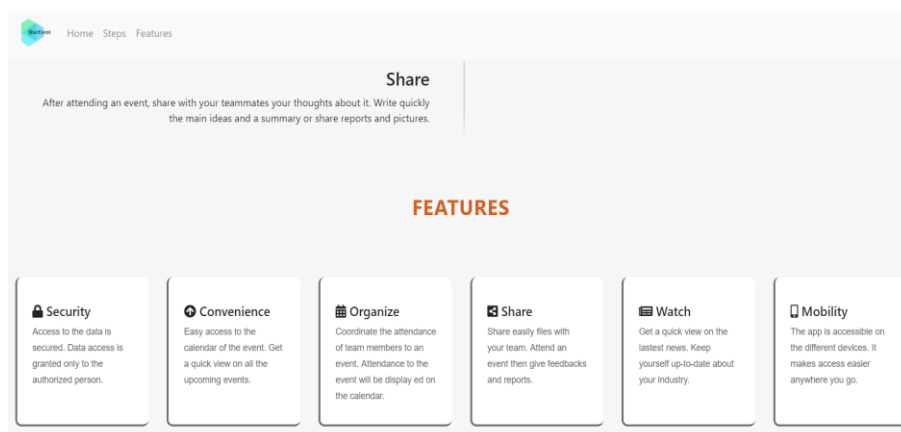 Home Steps Features
Share
After attending an event, share with your teammates your thoughts about it. Write quickly
the main ideas and a summary or share reports and pictures.
FEATURES
Security
Access to the data is
secured. Data access is
granted only to the
authorized person.
Convenience
Easy access to the
calendar of the event. Get
a quick view on all the
upcoming events.
Organize
Coordinate the attendance
of team members to an
event. Attendance to the
event will be display ed on
the calendar.
Share
Share easily files with
your team. Attend an
event then give feedbacks
and reports.
Watch
Get a quick view on the
lastest news. Keep
yourself up-to-date about
your industry.
Mobility
The app is accessible on
the different devices. It
makes access easier
anywhere you go.